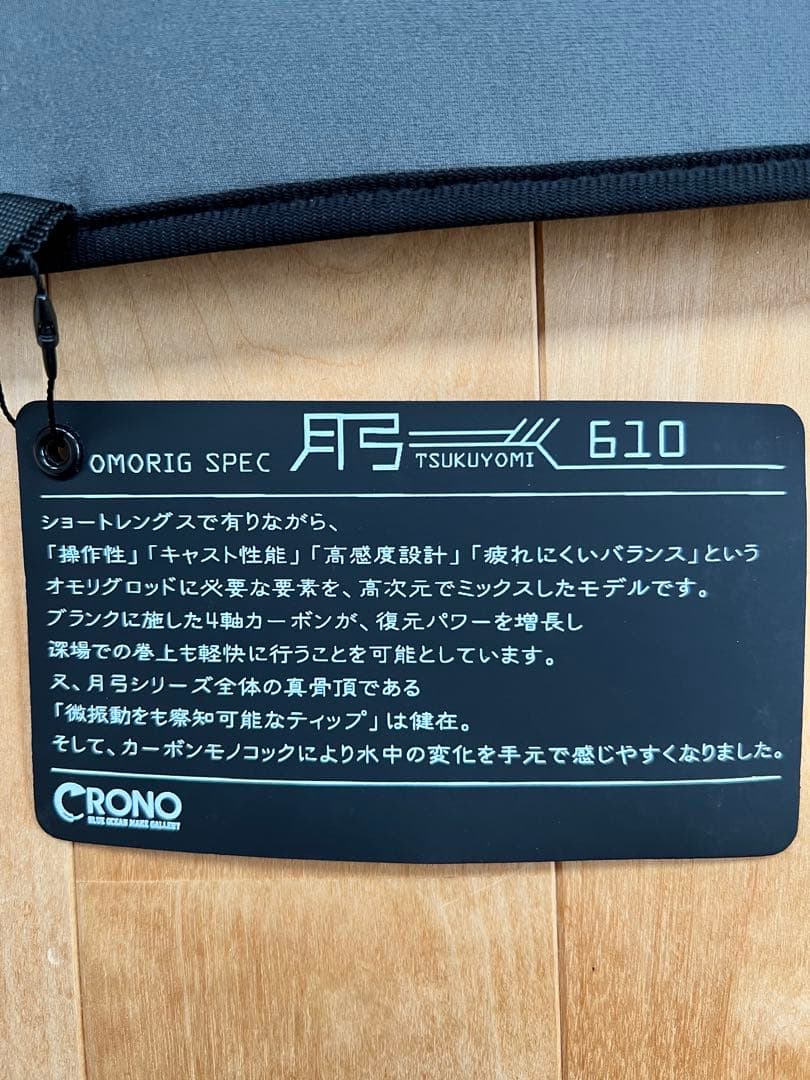 OMORIG SPEC 月弓 TSUKUYOMI 610
ショートレングスで有りながら、
「操作性」「キャスト性能」「高感度設計」「疲れにくいバランス」という
オモリグロッドに必要な要素を、高次元でミックスしたモデルです。
ブランクに施した4軸カーボンが、復元パワーを増長し
深場での巻上も軽快に行うことを可能としています。
又、月弓シリーズ全体の真骨頂である
「微振動をも察知可能なティップ」は健在。
そして、カーボンモノコックにより水中の変化を手元で感じやすくなりました。
CRONO
BLUE OCEAN MAKE GALLERY